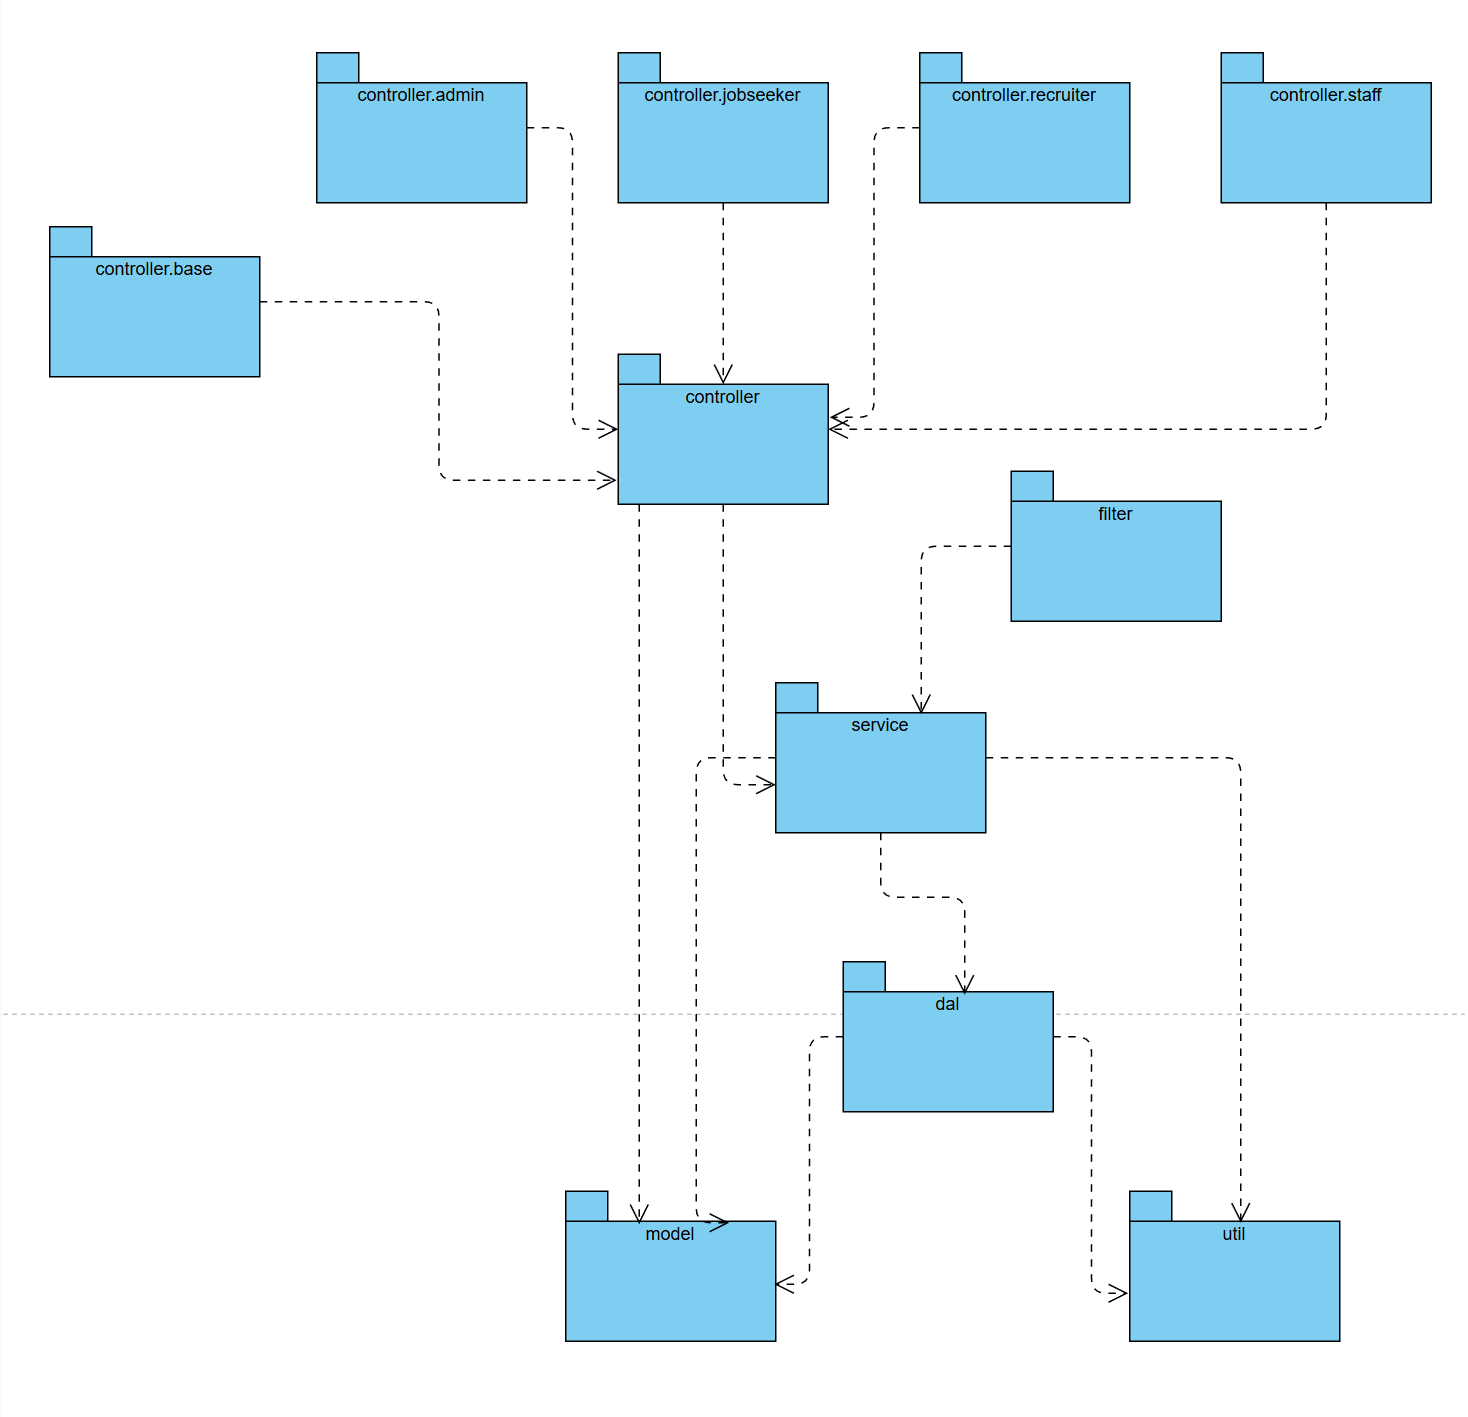 controller.admin
controller.jobseeker
controller.recruiter
controller.staff
controller.base
controller
filter
service
dal
model
util